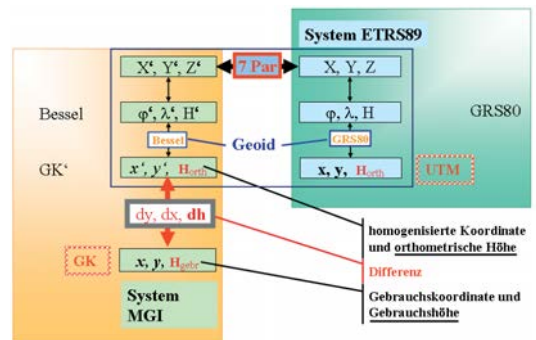 System ETRS89
X‘, Y‘, Z‘
7 Par
X, Y, Z
Bessel
φ‘, λ‘, H‘
φ, λ, H
GRS80
Bessel
Geoid
GRS80
GK‘
x‘, y‘, Horth
x, y, Horth
UTM
dy, dx, dh
homogenisierte Koordinate
und orthometrische Höhe
GK
x, y, Hgebr
Differenz
System
MGI
Gebrauchskoordinate und
Gebrauchshöhe